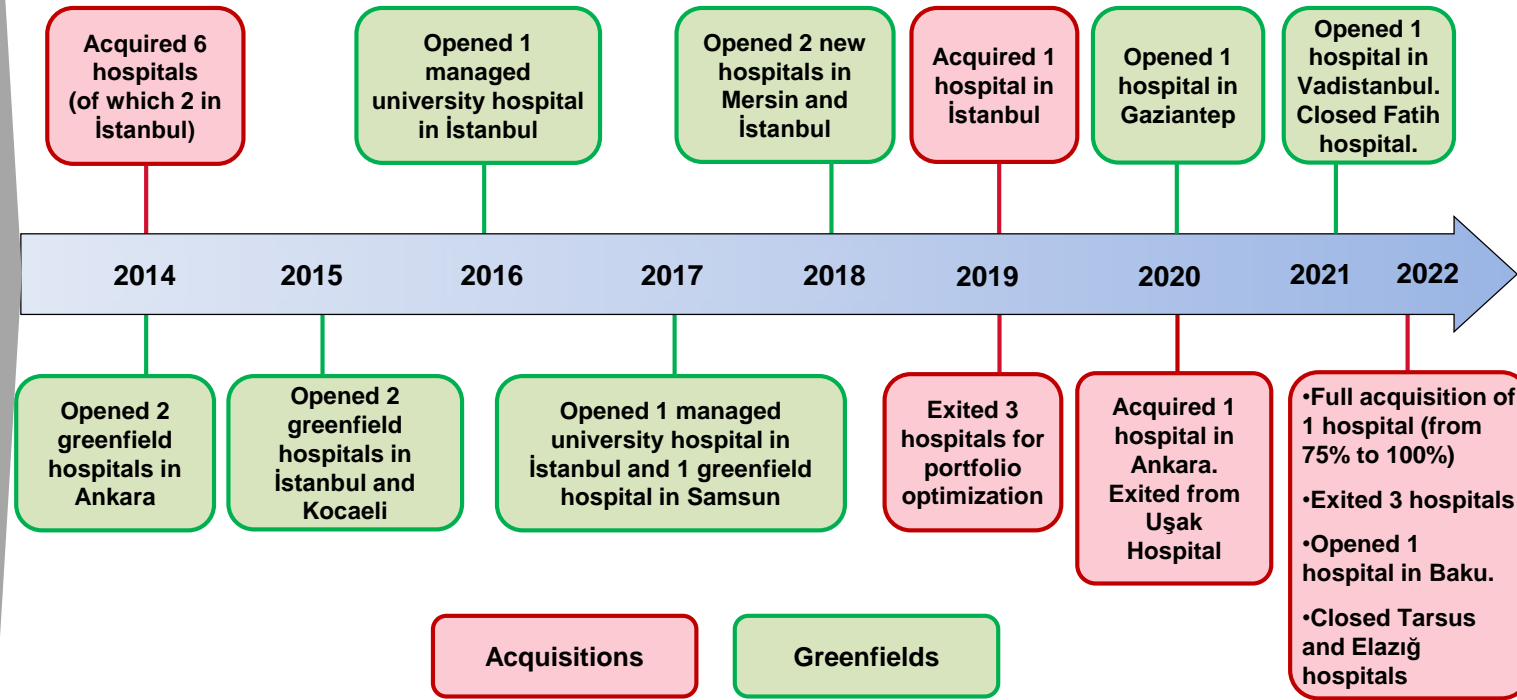 Acquired 6
hospitals
(of which 2 in
İstanbul)
Opened 1
managed
university hospital
in İstanbul
Opened 2 new
hospitals in
Mersin and
İstanbul
Acquired 1
hospital in
İstanbul
Opened 1
hospital in
Gaziantep
Opened 1
hospital in
Vadistanbul.
Closed Fatih
hospital.
2014
2015
2016
2017
2018
2019
2020
2021
2022
Opened 2
greenfield
hospitals in
Ankara
Opened 2
greenfield
hospitals in
İstanbul and
Kocaeli
Opened 1 managed
university hospital in
İstanbul and 1 greenfield
hospital in Samsun
Exited 3
hospitals for
portfolio
optimization
Acquired 1
hospital in
Ankara.
Exited from
Uşak
Hospital
•Full acquisition of
1 hospital (from
75% to 100%)
•Exited 3 hospitals
•Opened 1
hospital in Baku.
•Closed Tarsus
and Elazığ
hospitals
Acquisitions
Greenfields